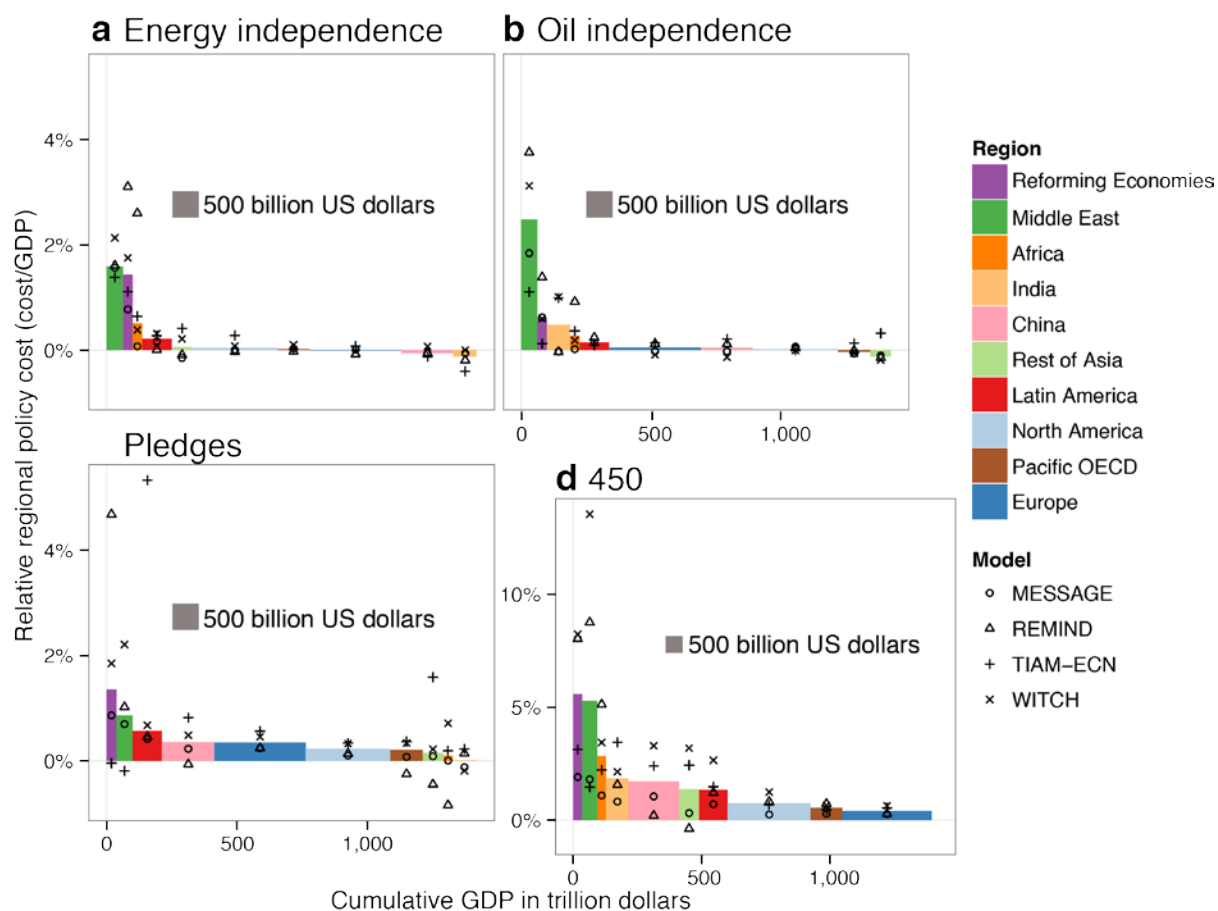 a Energy independence
b Oil independence
4%
2%
0%
500 billion US dollars
500 billion US dollars
0
500
1,000
Pledges
4%
2%
0%
500 billion US dollars
0
500
1,000
d 450
10%
5%
0%
500 billion US dollars
0
500
1,000
Relative regional policy cost (cost/GDP)
Cumulative GDP in trillion dollars
Region
Reforming Economies
Middle East
Africa
India
China
Rest of Asia
Latin America
North America
Pacific OECD
Europe
Model
MESSAGE
REMIND
TIAM−ECN
WITCH